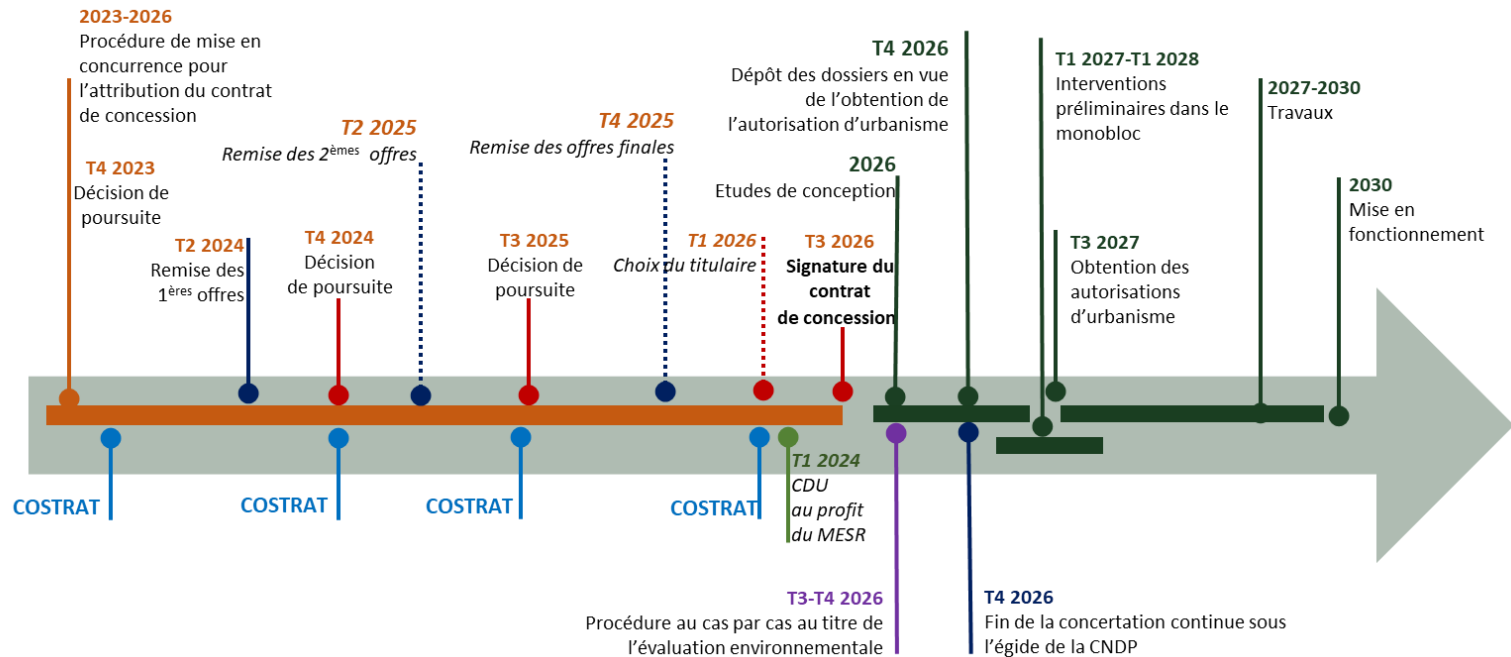 2023-2026
Procédure de mise en
concurrence pour
l’attribution du contrat
de concession
T4 2023
Décision de
poursuite
T2 2024
Remise des
1ères offres
T4 2024
Décision
de poursuite
T2 2025
Remise des 2èmes offres
T3 2025
Décision de
poursuite
T4 2025
Remise des offres finales
T1 2026
Choix du titulaire
T3 2026
Signature du
contrat
de concession
T4 2026
Dépôt des dossiers en vue
de l’obtention de
l’autorisation d’urbanisme
2026
Etudes de conception
T1 2027-T1 2028
Interventions
préliminaires dans le
monobloc
T3 2027
Obtention des
autorisations
d’urbanisme
2027-2030
Travaux
2030
Mise en
fonctionnement
COSTRAT
COSTRAT
COSTRAT
COSTRAT
T1 2024
CDU
au profit
du MESR
T3-T4 2026
Procédure au cas par cas au titre de
l’évaluation environnementale
T4 2026
Fin de la concertation continue sous
l’égide de la CNDP